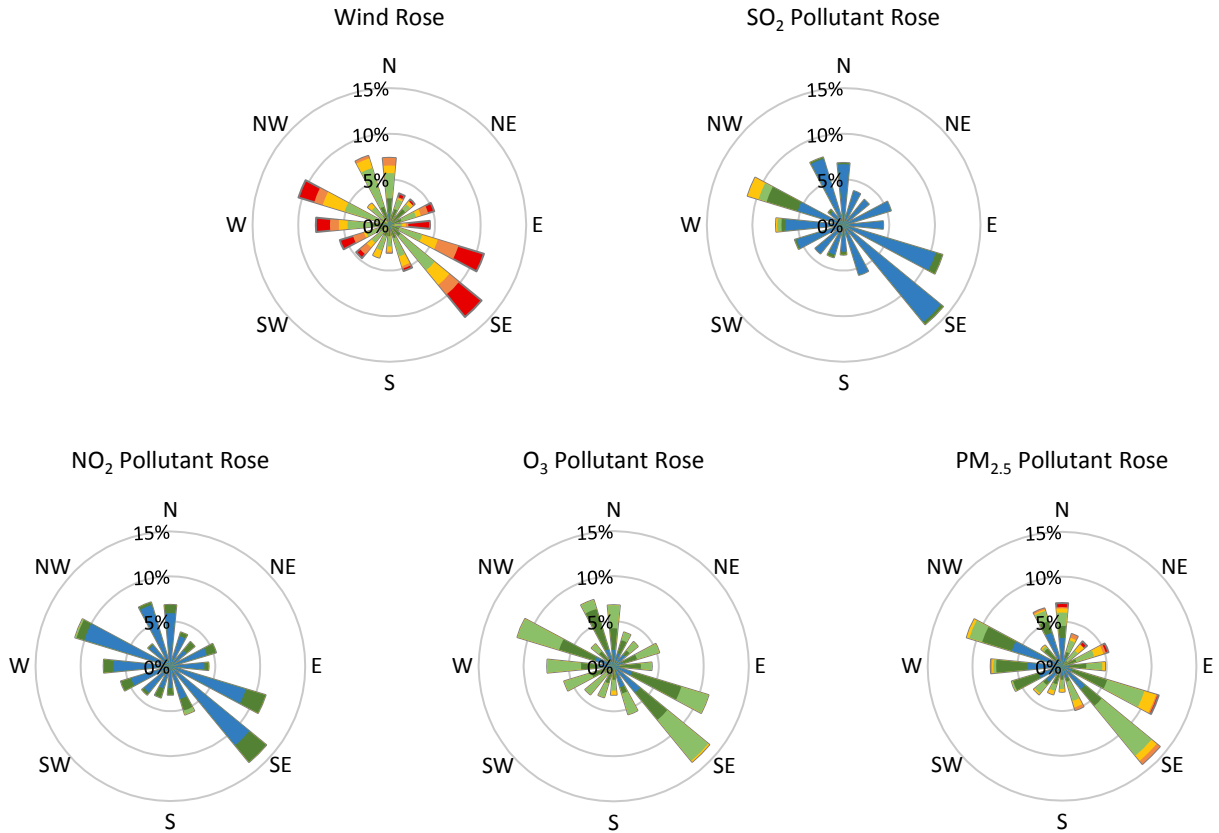 Wind Rose
N
15%
NW
NE
10%
5%
W
0%
E
SW
SE
S
SO₂ Pollutant Rose
N
15%
NW
NE
10%
5%
W
0%
E
SW
SE
S
NO₂ Pollutant Rose
N
15%
NW
NE
10%
5%
W
0%
E
SW
SE
S
O₃ Pollutant Rose
N
15%
NW
NE
10%
5%
W
0%
E
SW
SE
S
PM₂.₅ Pollutant Rose
N
15%
NW
NE
10%
5%
W
0%
E
SW
SE
S